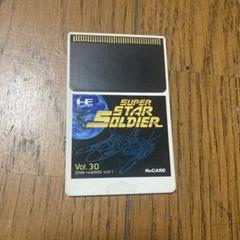 HE
SUPER
STAR
SOLDIER
Vol. 30
HuCARD